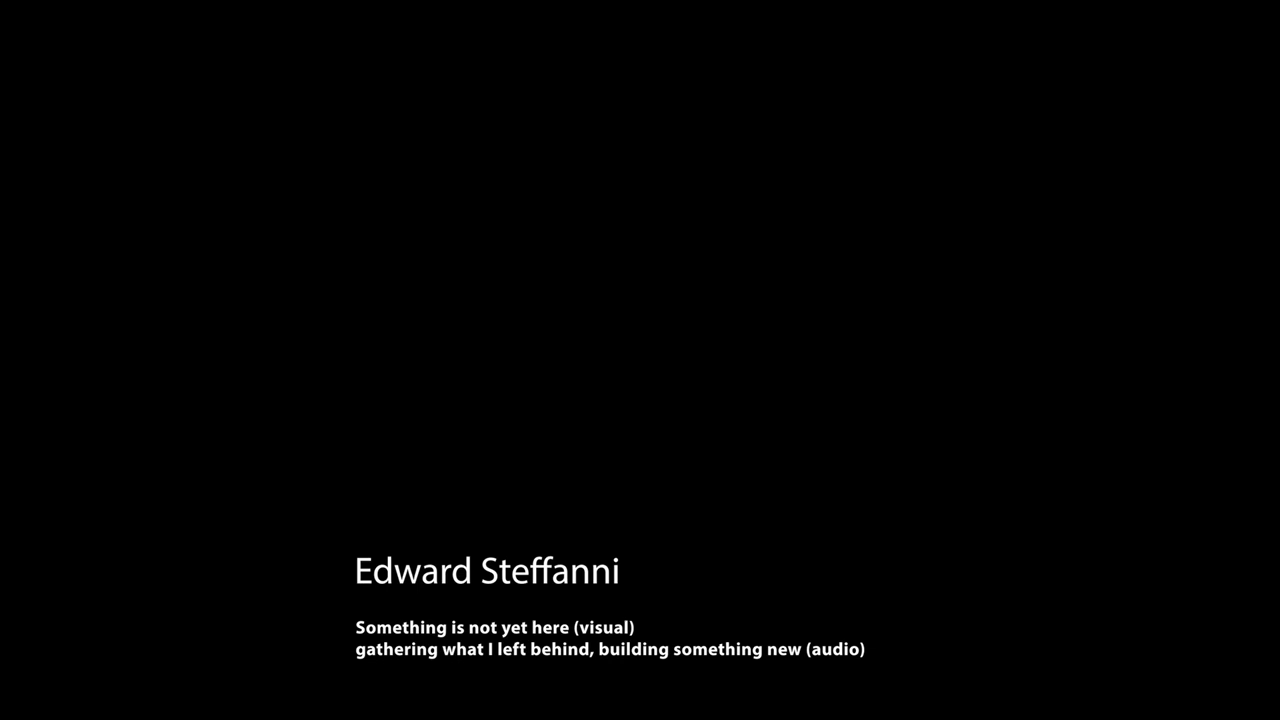 Edward Steffanni
Something is not yet here (visual)
gathering what I left behind, building something new (audio)